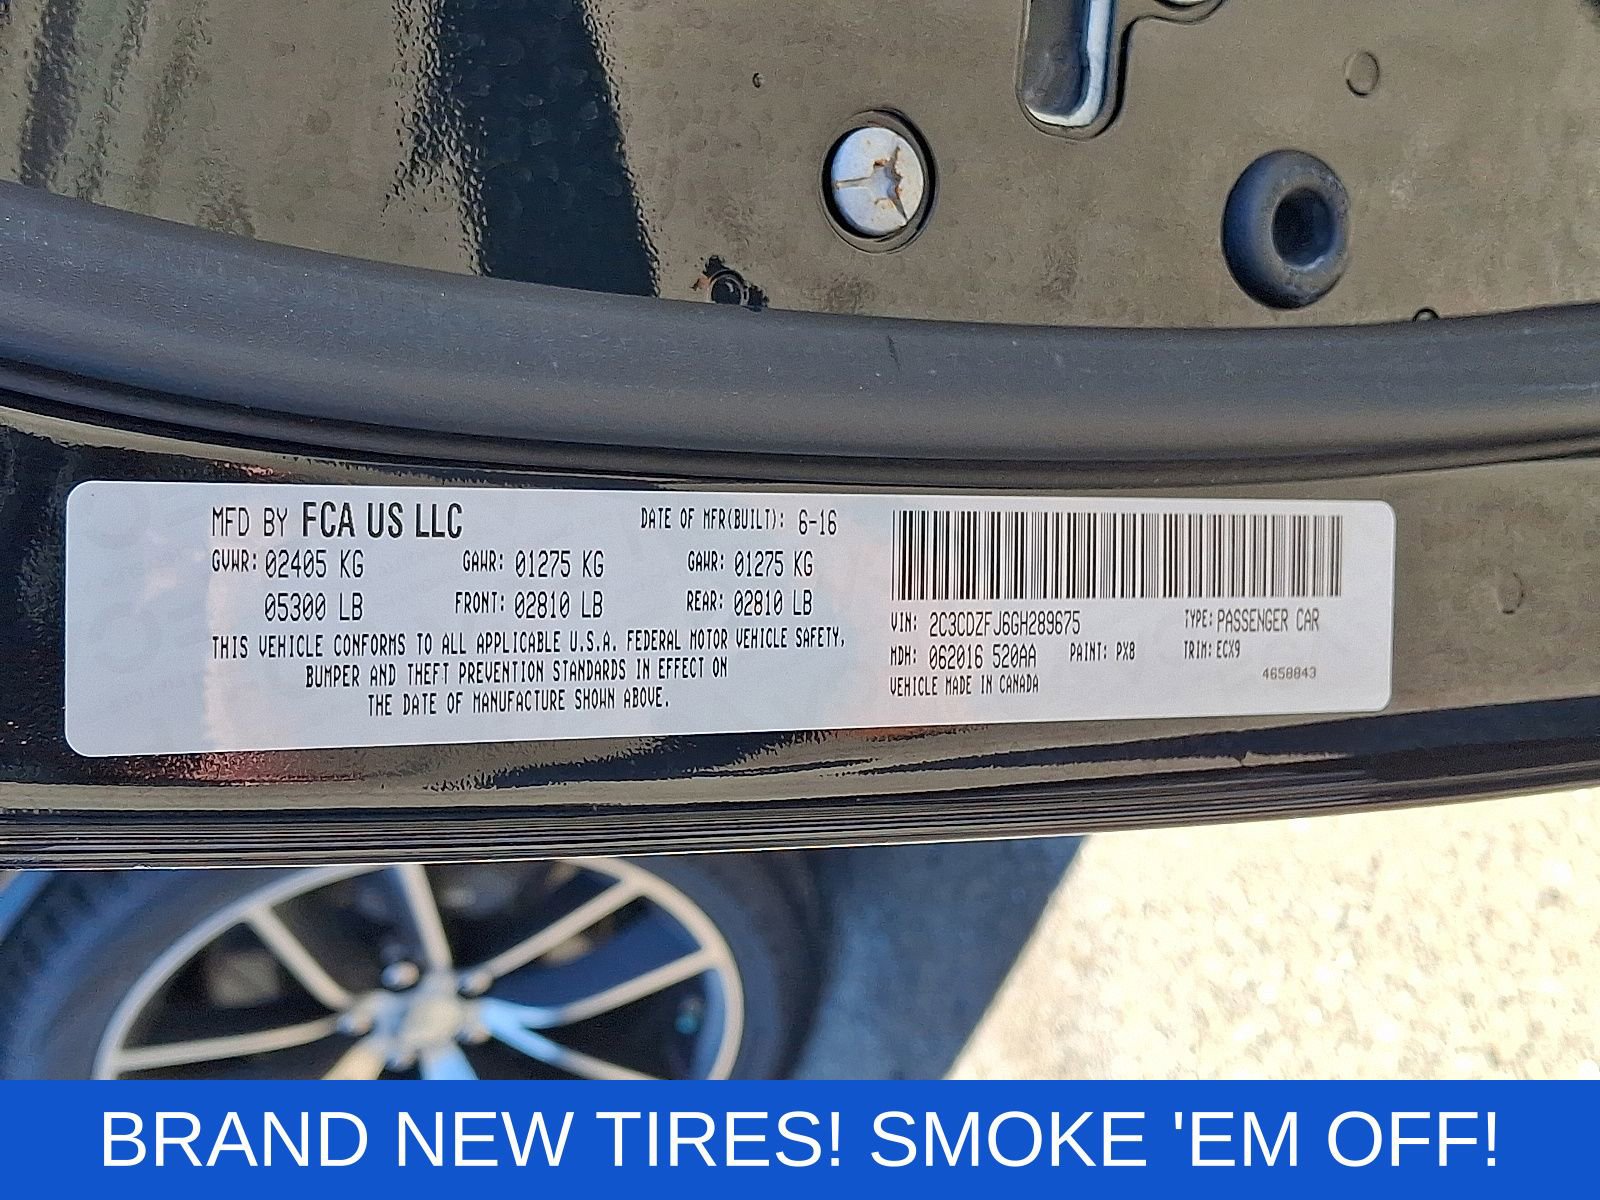 MFD BY FCA US LLC DATE OF MFR(BUILT): 6-16
GVWR: 02405 KG GAWR: 01275 KG GAWR: 01275 KG
05300 LB FRONT: 02810 LB REAR: 02810 LB
THIS VEHICLE CONFORMS TO ALL APPLICABLE U.S.A. FEDERAL MOTOR VEHICLE SAFETY,
BUMPER AND THEFT PREVENTION STANDARDS IN EFFECT ON
THE DATE OF MANUFACTURE SHOWN ABOVE.
VIN: 2C3CDZFJ6GH289675 TYPE: PASSENGER CAR
MDH: 062016 520AA PAINT: PX8 TRIM: ECX9
VEHICLE MADE IN CANADA 4658843
BRAND NEW TIRES! SMOKE 'EM OFF!